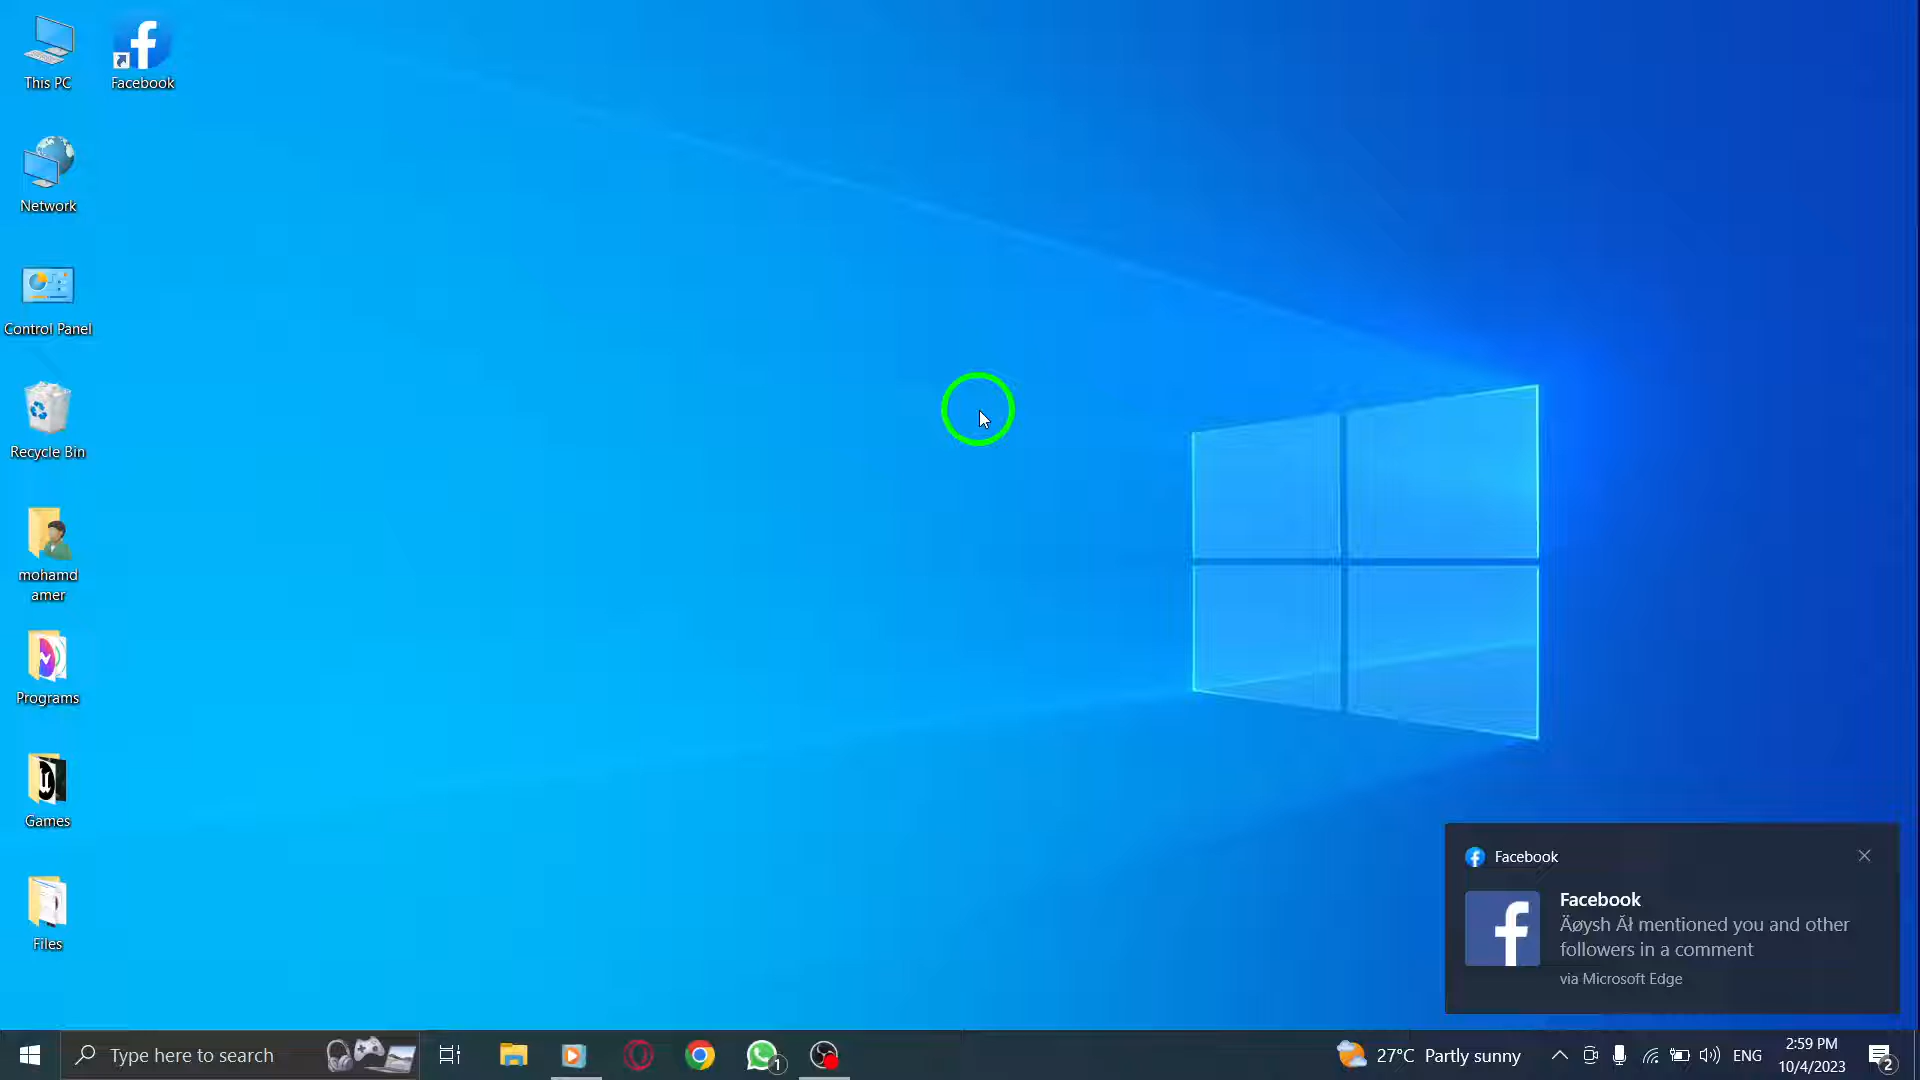 This PC
Facebook
Network
Control Panel
Recycle Bin
mohamd
amer
Programs
Games
Files
Facebook
Facebook
Äøysh Äł mentioned you and other
followers in a comment
via Microsoft Edge
Type here to search
1
27°C Partly sunny
ENG
2:59 PM
10/4/2023
2